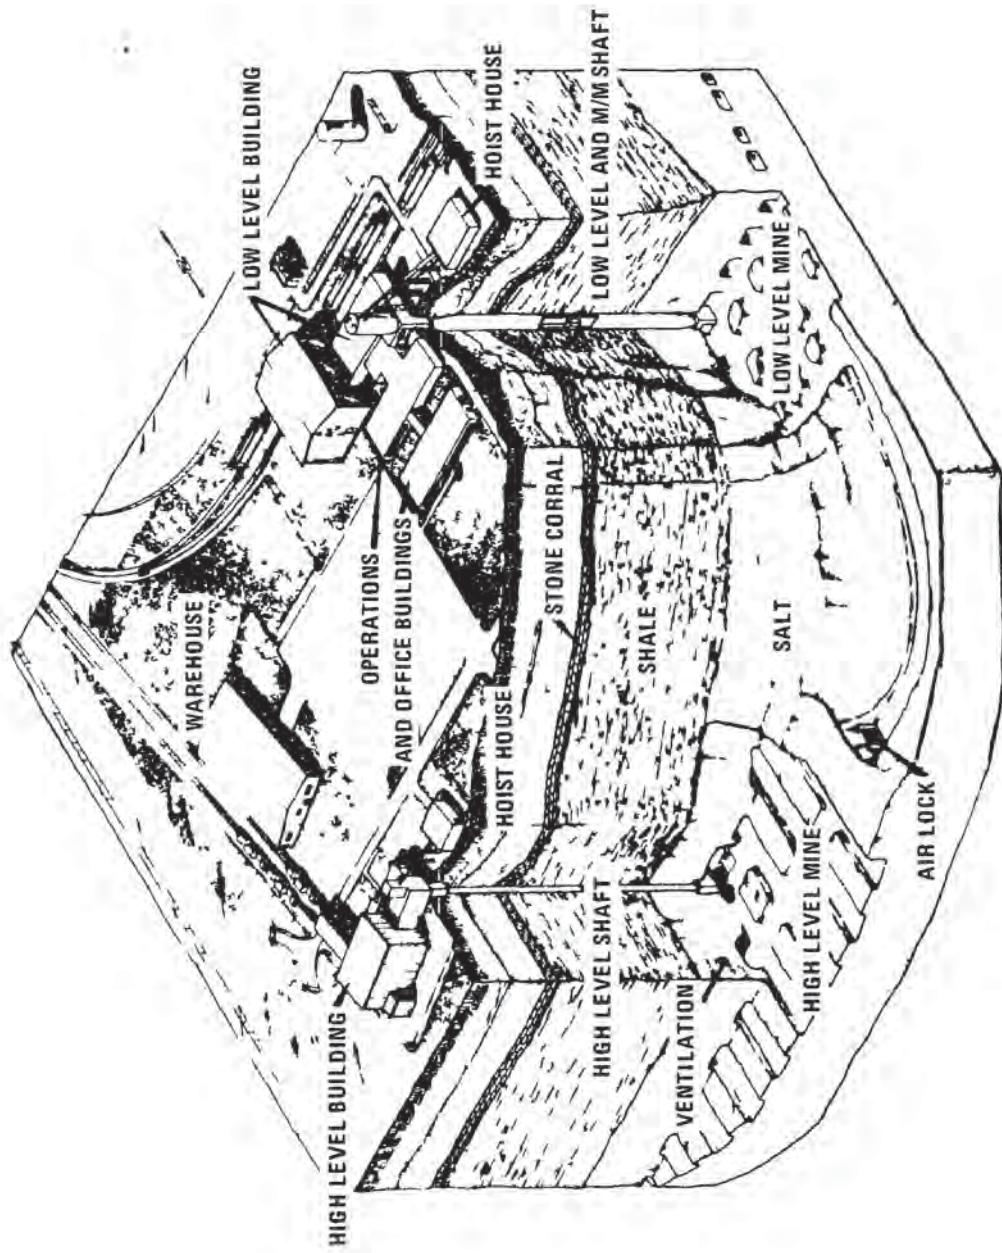 LOW LEVEL BUILDING
WAREHOUSE
HOIST HOUSE
OPERATIONS
AND OFFICE BUILDINGS
HIGH LEVEL BUILDING
HOIST HOUSE
STONE CORRAL
LOW LEVEL AND M/M SHAFT
HIGH LEVEL SHAFT
SHALE
VENTILATION
SALT
LOW LEVEL MINE
HIGH LEVEL MINE
AIR LOCK